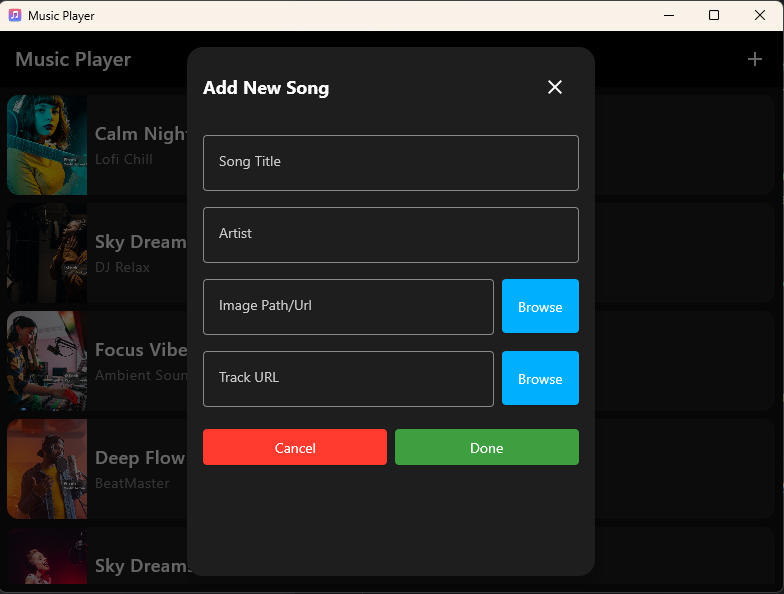 Music Player
Music Player
Add New Song
Calm Nigh
Lofi Chill
Song Title
Sky Dream
DJ Relax
Artist
Image Path/Url
Browse
Focus Vibe
Ambient Soun
Track URL
Browse
Cancel
Done
Deep Flow
BeatMaster
Sky Dreams